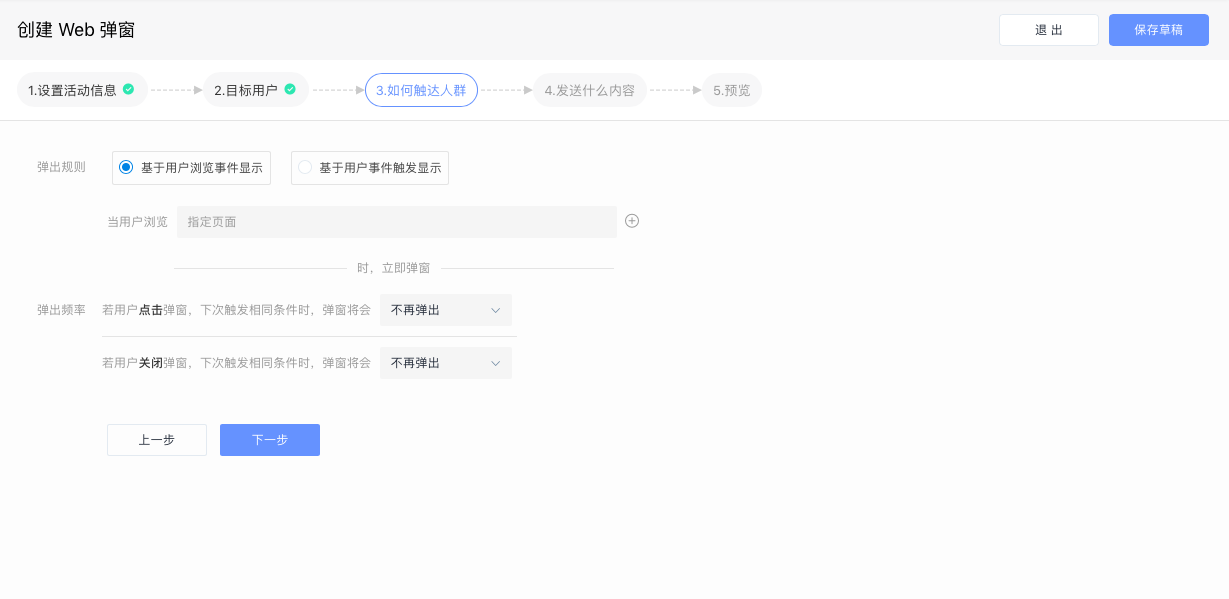 创建 Web 弹窗
退 出
保存草稿
1.设置活动信息
2.目标用户
3.如何触达人群
4.发送什么内容
5.预览
弹出规则
基于用户浏览事件显示
基于用户事件触发显示
当用户浏览
指定页面
时，立即弹窗
弹出频率
若用户点击弹窗，下次触发相同条件时，弹窗将会
不再弹出
若用户关闭弹窗，下次触发相同条件时，弹窗将会
不再弹出
上一步
下一步